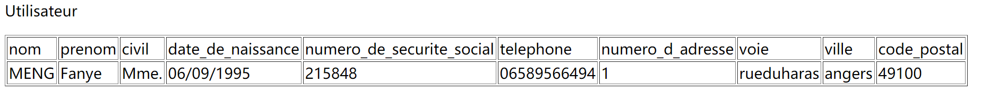 Utilisateur
nom prenom civil date_de_naissance numero_de_securite_social telephone numero_d_adresse voie ville code_postal
MENG Fanye Mme. 06/09/1995 215848 06589566494 1 rueduharas angers 49100